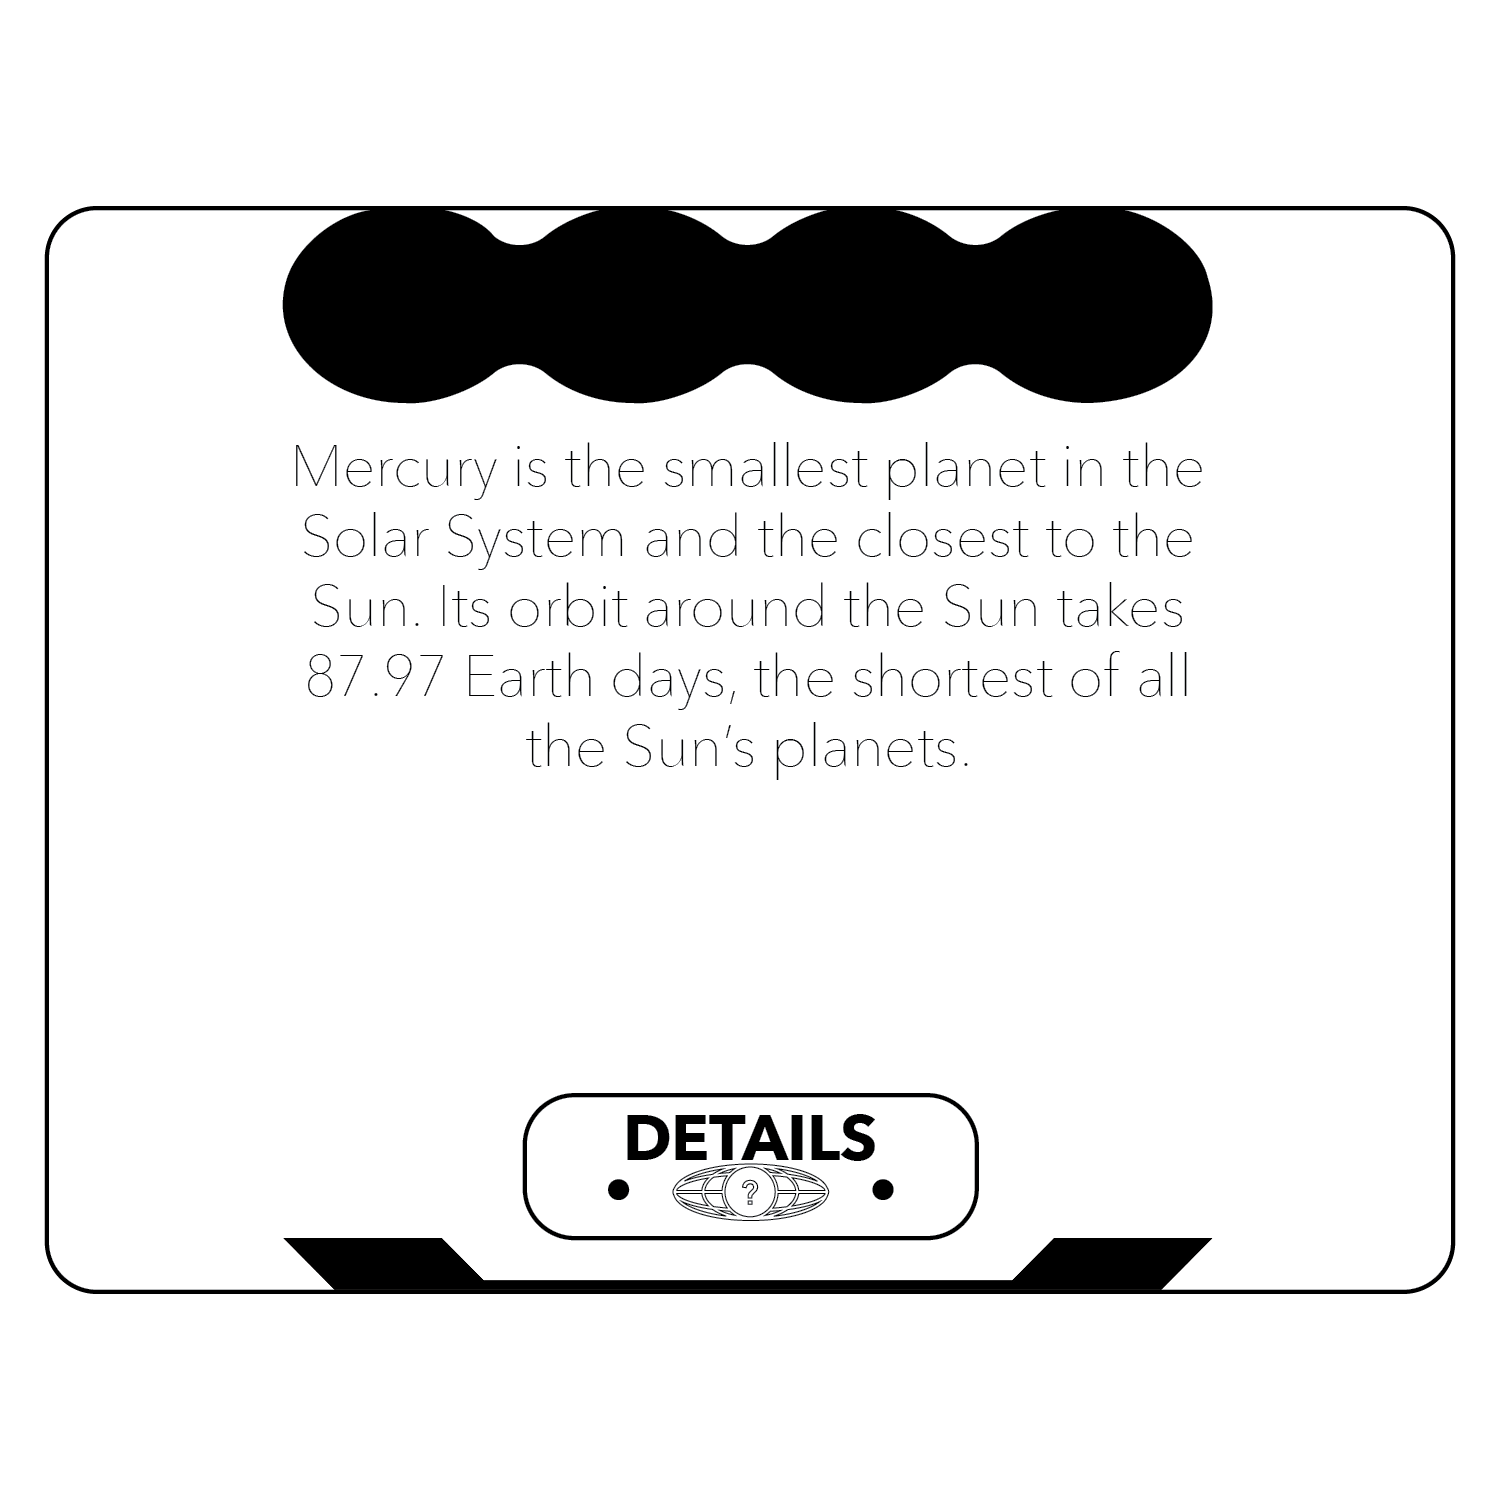 Mercury is the smallest planet in the
Solar System and the closest to the
Sun. Its orbit around the Sun takes
87.97 Earth days, the shortest of all
the Sun’s planets.
DETAILS
?